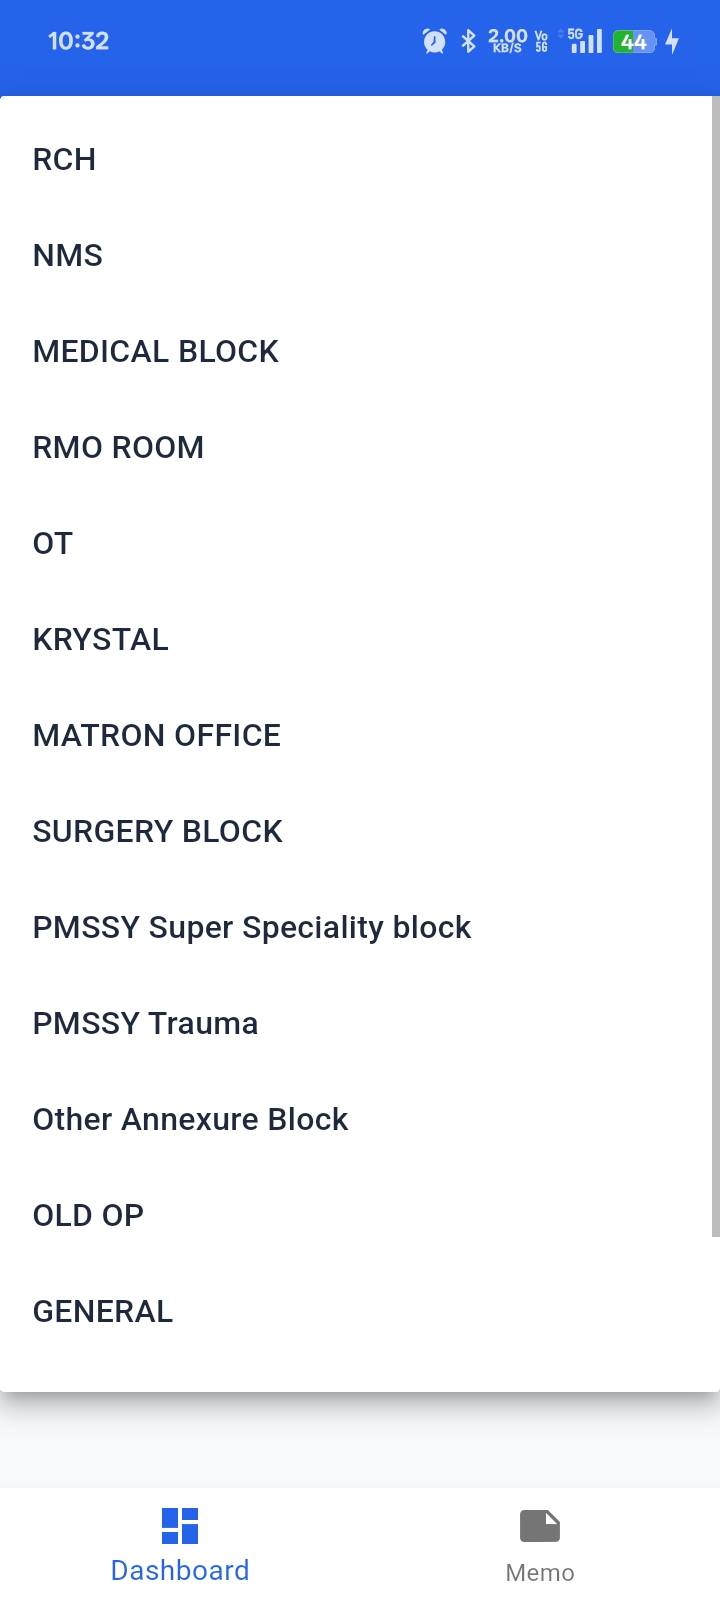 10:32
2.00 KB/S Vo 5G 5G 44
RCH
NMS
MEDICAL BLOCK
RMO ROOM
OT
KRYSTAL
MATRON OFFICE
SURGERY BLOCK
PMSSY Super Speciality block
PMSSY Trauma
Other Annexure Block
OLD OP
GENERAL
Dashboard
Memo